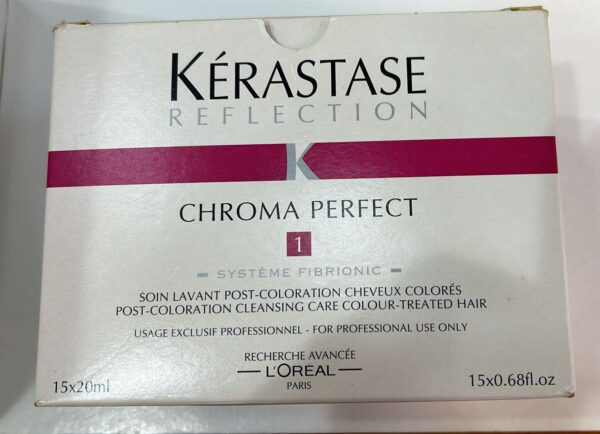 KÉRASTASE
REFLECTION
K
CHROMA PERFECT
1
SYSTÈME FIBRIONIC
SOIN LAVANT POST-COLORATION CHEVEUX COLORÉS
POST-COLORATION CLEANSING CARE COLOUR-TREATED HAIR
USAGE EXCLUSIF PROFESSIONNEL - FOR PROFESSIONAL USE ONLY
RECHERCHE AVANCÉE
L'ORÉAL
PARIS
15x20ml 15x0.68fl.oz